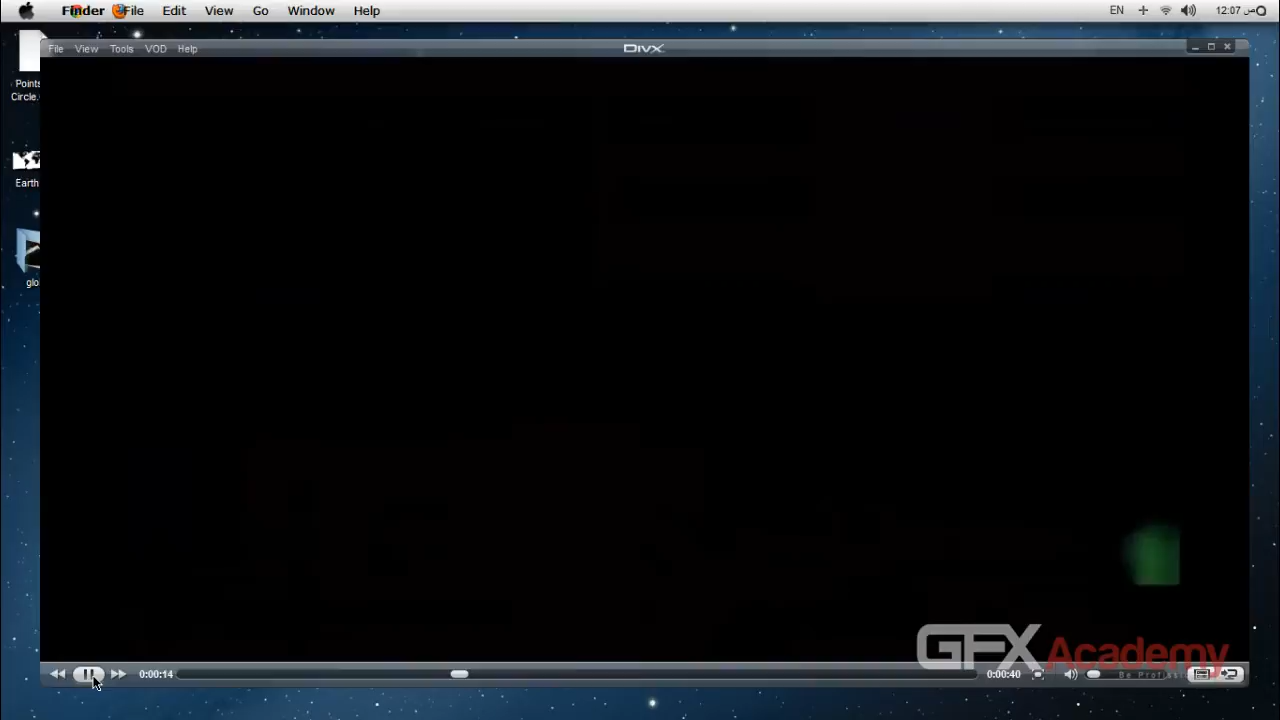 Finder File Edit View Go Window Help EN 12:07 ص
File View Tools VOD Help DIVX
Points
Circle.
Earth
glo
GFX Academy
0:00:14 0:00:40